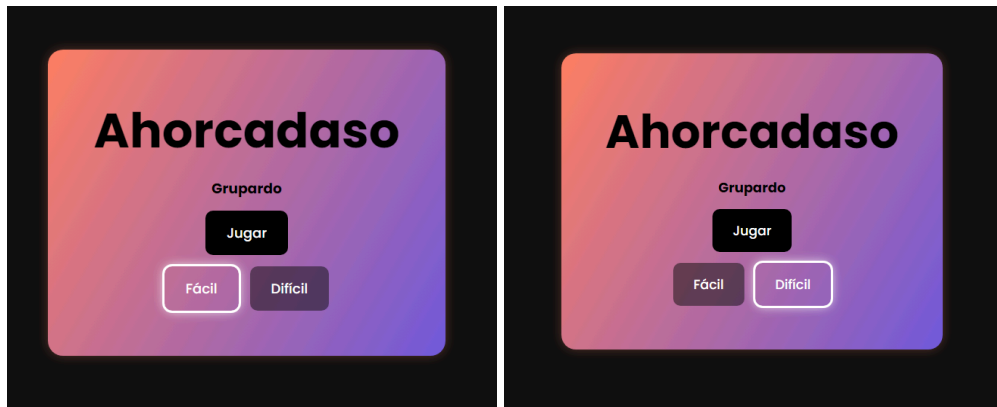 Ahorcadaso
Grupardo
Jugar
Fácil Difícil
Ahorcadaso
Grupardo
Jugar
Fácil Difícil